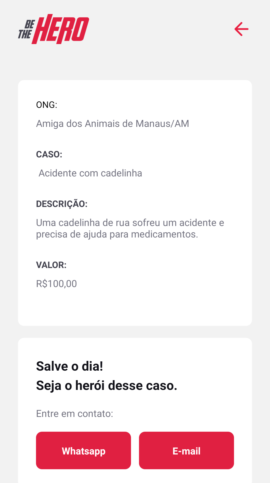 BE
THE HERO
ONG:
Amiga dos Animais de Manaus/AM
CASO:
Acidente com cadelinha
DESCRIÇÃO:
Uma cadelinha de rua sofreu um acidente e
precisa de ajuda para medicamentos.
VALOR:
R$100,00
Salve o dia!
Seja o herói desse caso.
Entre em contato:
Whatsapp E-mail